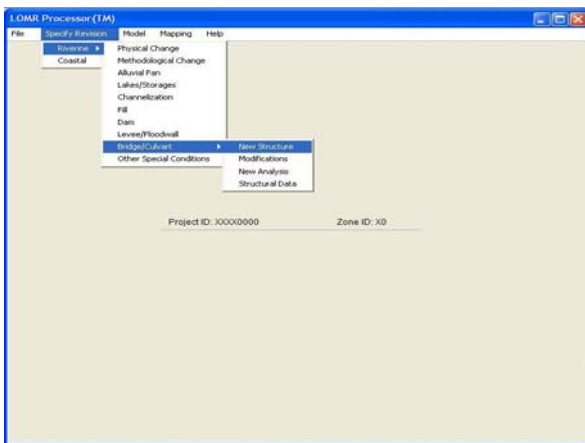 LOMR Processor(TM)
File Specify Revision Model Mapping Help
Riverine
Coastal
Physical Change
Methodological Change
Alluvial Fan
Lakes/Storages
Channelization
Fill
Dam
Levee/Floodwall
Bridge/Culvart
Other Special Conditions
New Structure
Modifications
New Analysis
Structural Data
Project ID: XXXX0000 Zone ID: X0